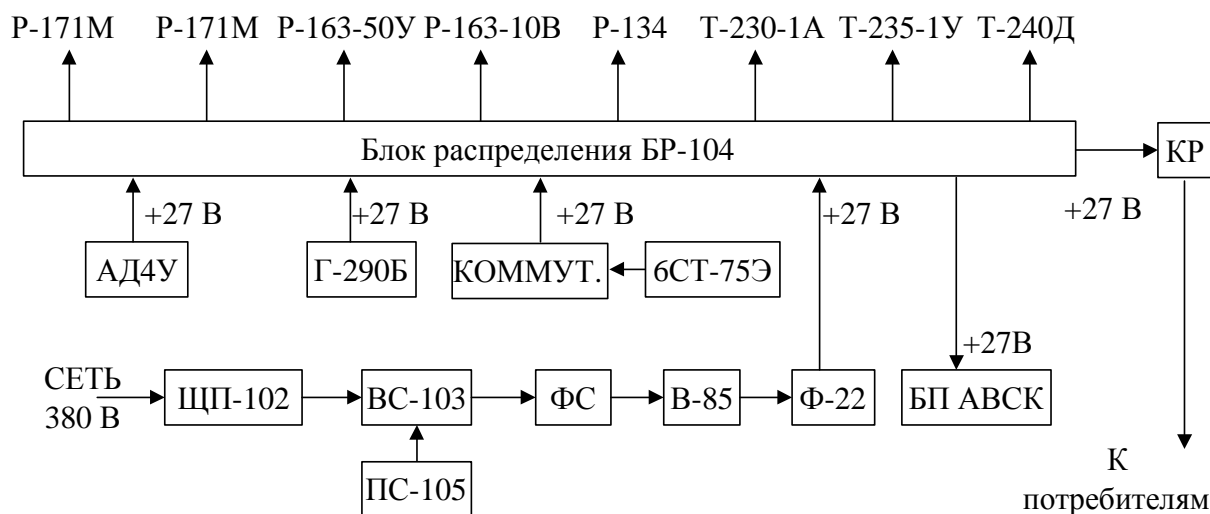 Р-171М Р-171М Р-163-50У Р-163-10В Р-134 Т-230-1А Т-235-1У Т-240Д
Блок распределения БР-104
КР
+27 В +27 В +27 В +27 В +27 В
АД4У Г-290Б КОММУТ. 6СТ-75Э
+27В
СЕТЬ
380 В
ЩП-102 ВС-103 ФС В-85 Ф-22 БП АВСК
ПС-105
К
потребителям